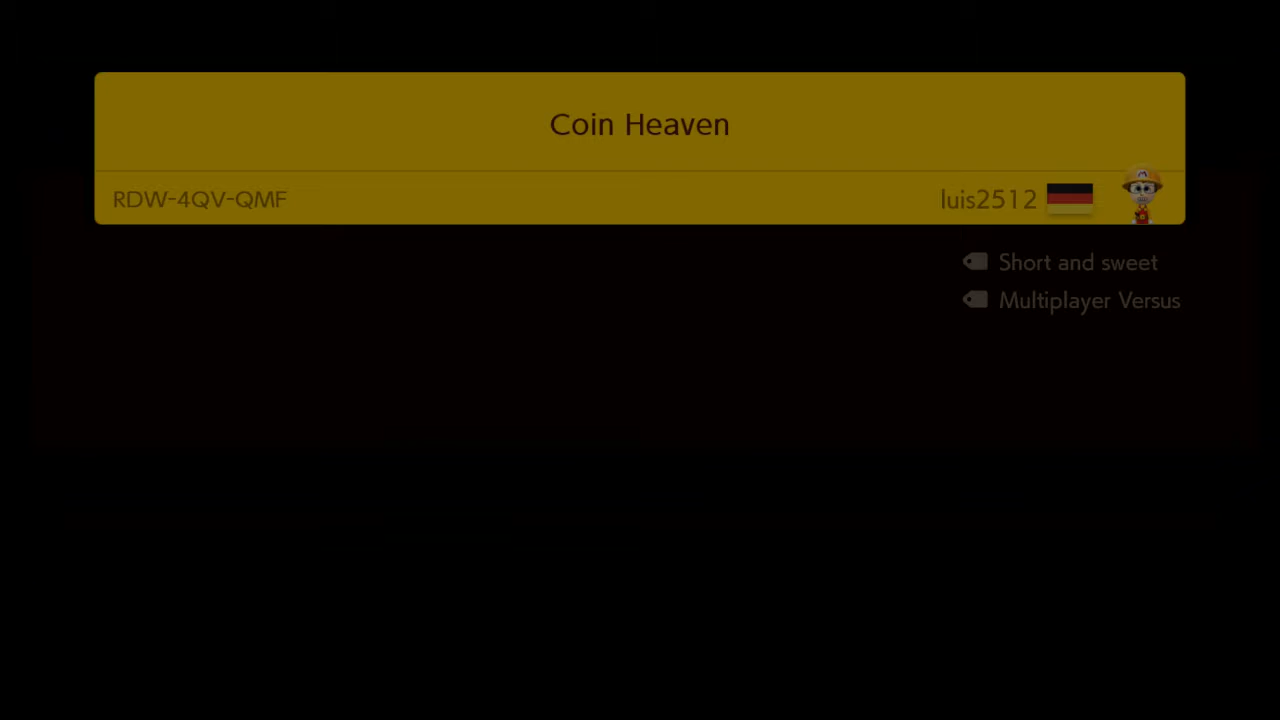 Coin Heaven
RDW-4QV-QMF
luis2512
Short and sweet
Multiplayer Versus